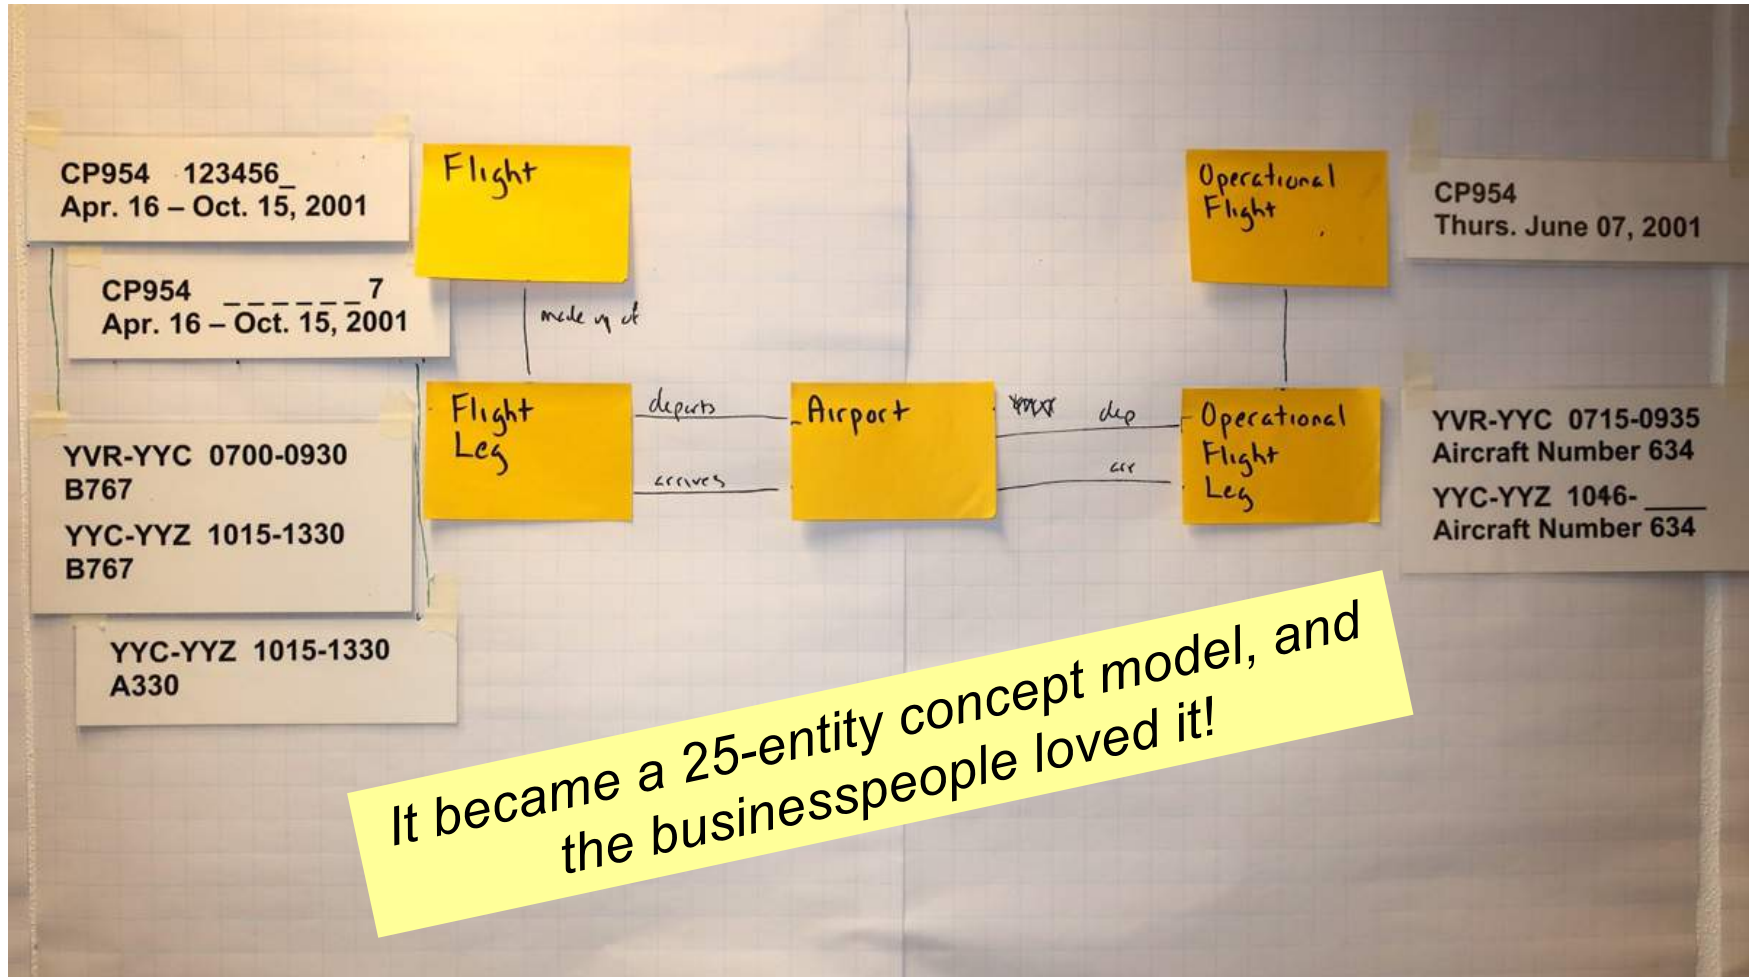 CP954 123456_
Apr. 16 – Oct. 15, 2001
Flight
Operational
Flight
CP954
Thurs. June 07, 2001
CP954 _ _ _ _ _ _ 7
Apr. 16 – Oct. 15, 2001
made up of
Flight
Leg
departs
arrives
Airport
dep
arr
Operational
Flight
Leg
YVR-YYC 0700-0930
B767
YYC-YYZ 1015-1330
B767
YVR-YYC 0715-0935
Aircraft Number 634
YYC-YYZ 1046-____
Aircraft Number 634
YYC-YYZ 1015-1330
A330
It became a 25-entity concept model, and
the businesspeople loved it!